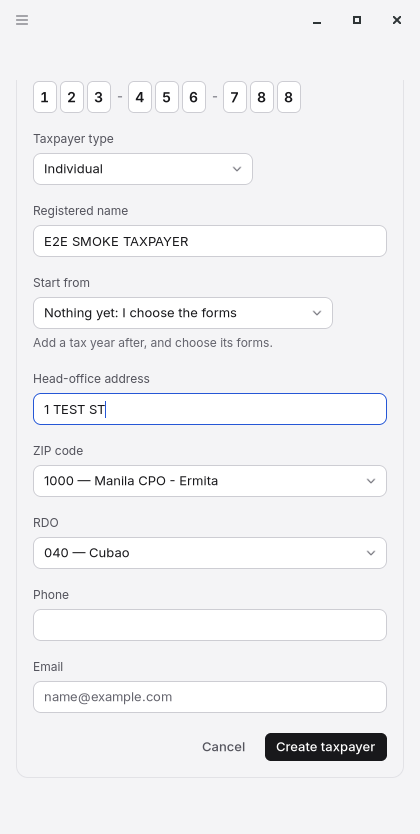 1 2 3 - 4 5 6 - 7 8 8
Taxpayer type
Individual
Registered name
E2E SMOKE TAXPAYER
Start from
Nothing yet: I choose the forms
Add a tax year after, and choose its forms.
Head-office address
1 TEST ST
ZIP code
1000 — Manila CPO - Ermita
RDO
040 — Cubao
Phone
Email
name@example.com
Cancel Create taxpayer